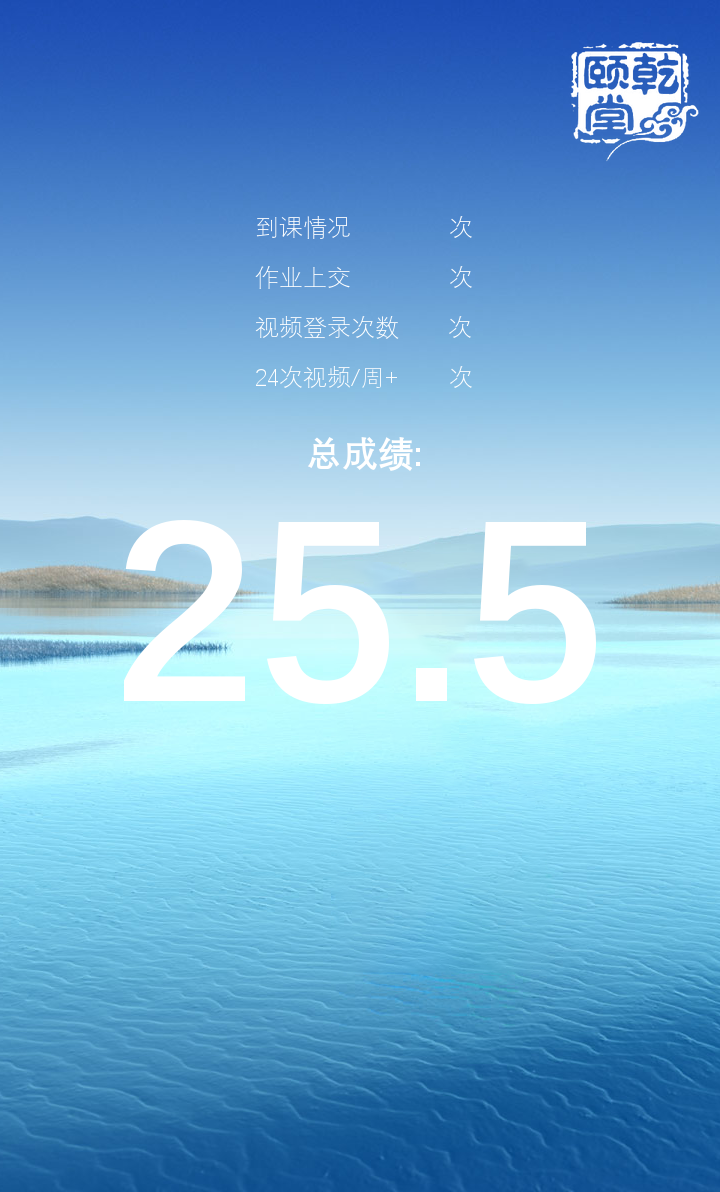 颐乾
堂
到课情况 次
作业上交 次
视频登录次数 次
24次视频/周+ 次
总成绩:
25.5